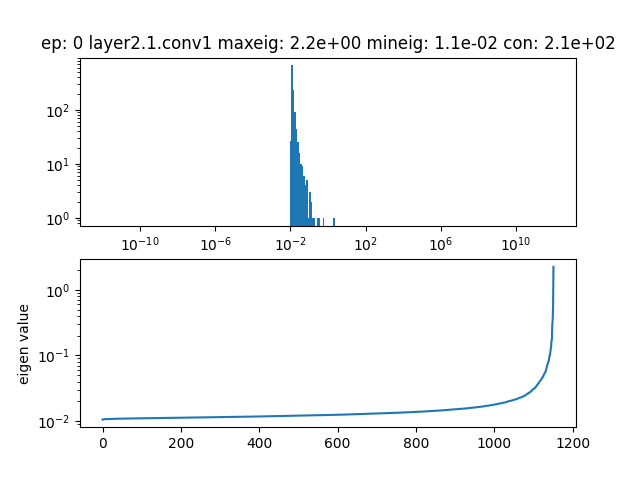 ep: 0 layer2.1.conv1 maxeig: 2.2e+00 mineig: 1.1e-02 con: 2.1e+02
10²
10¹
10⁰
10⁻¹⁰ 10⁻⁶ 10⁻² 10² 10⁶ 10¹⁰
eigen value
10⁰
10⁻¹
10⁻²
0 200 400 600 800 1000 1200